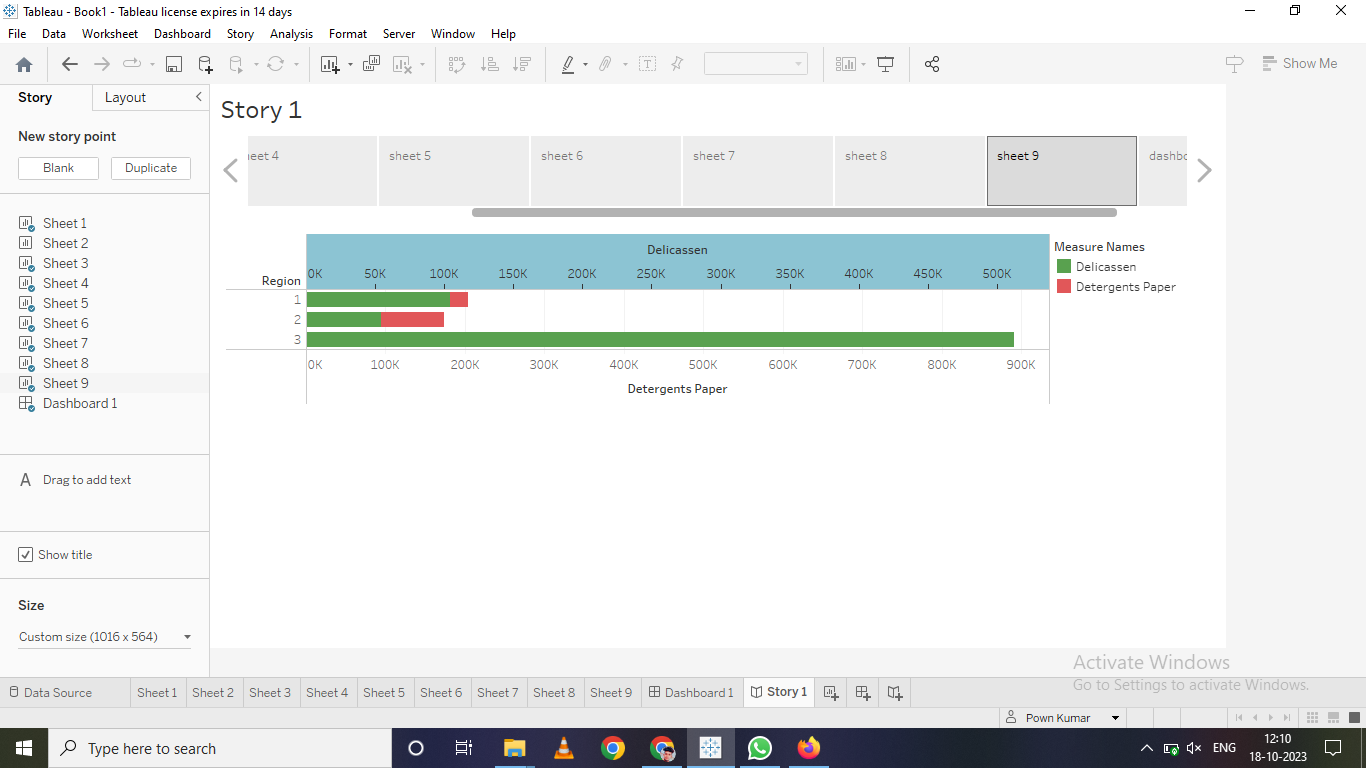 Tableau - Book1 - Tableau license expires in 14 days
File Data Worksheet Dashboard Story Analysis Format Server Window Help
Show Me
Story Layout
New story point
Blank Duplicate
Sheet 1
Sheet 2
Sheet 3
Sheet 4
Sheet 5
Sheet 6
Sheet 7
Sheet 8
Sheet 9
Dashboard 1
A Drag to add text
Show title
Size
Custom size (1016 x 564)
Story 1
eet 4 sheet 5 sheet 6 sheet 7 sheet 8 sheet 9 dashbo
Delicassen
0K 50K 100K 150K 200K 250K 300K 350K 400K 450K 500K
Region
1
2
3
0K 100K 200K 300K 400K 500K 600K 700K 800K 900K
Detergents Paper
Measure Names
Delicassen
Detergents Paper
Activate Windows
Go to Settings to activate Windows.
Data Source Sheet 1 Sheet 2 Sheet 3 Sheet 4 Sheet 5 Sheet 6 Sheet 7 Sheet 8 Sheet 9 Dashboard 1 Story 1
Pown Kumar
Type here to search
ENG
12:10
18-10-2023